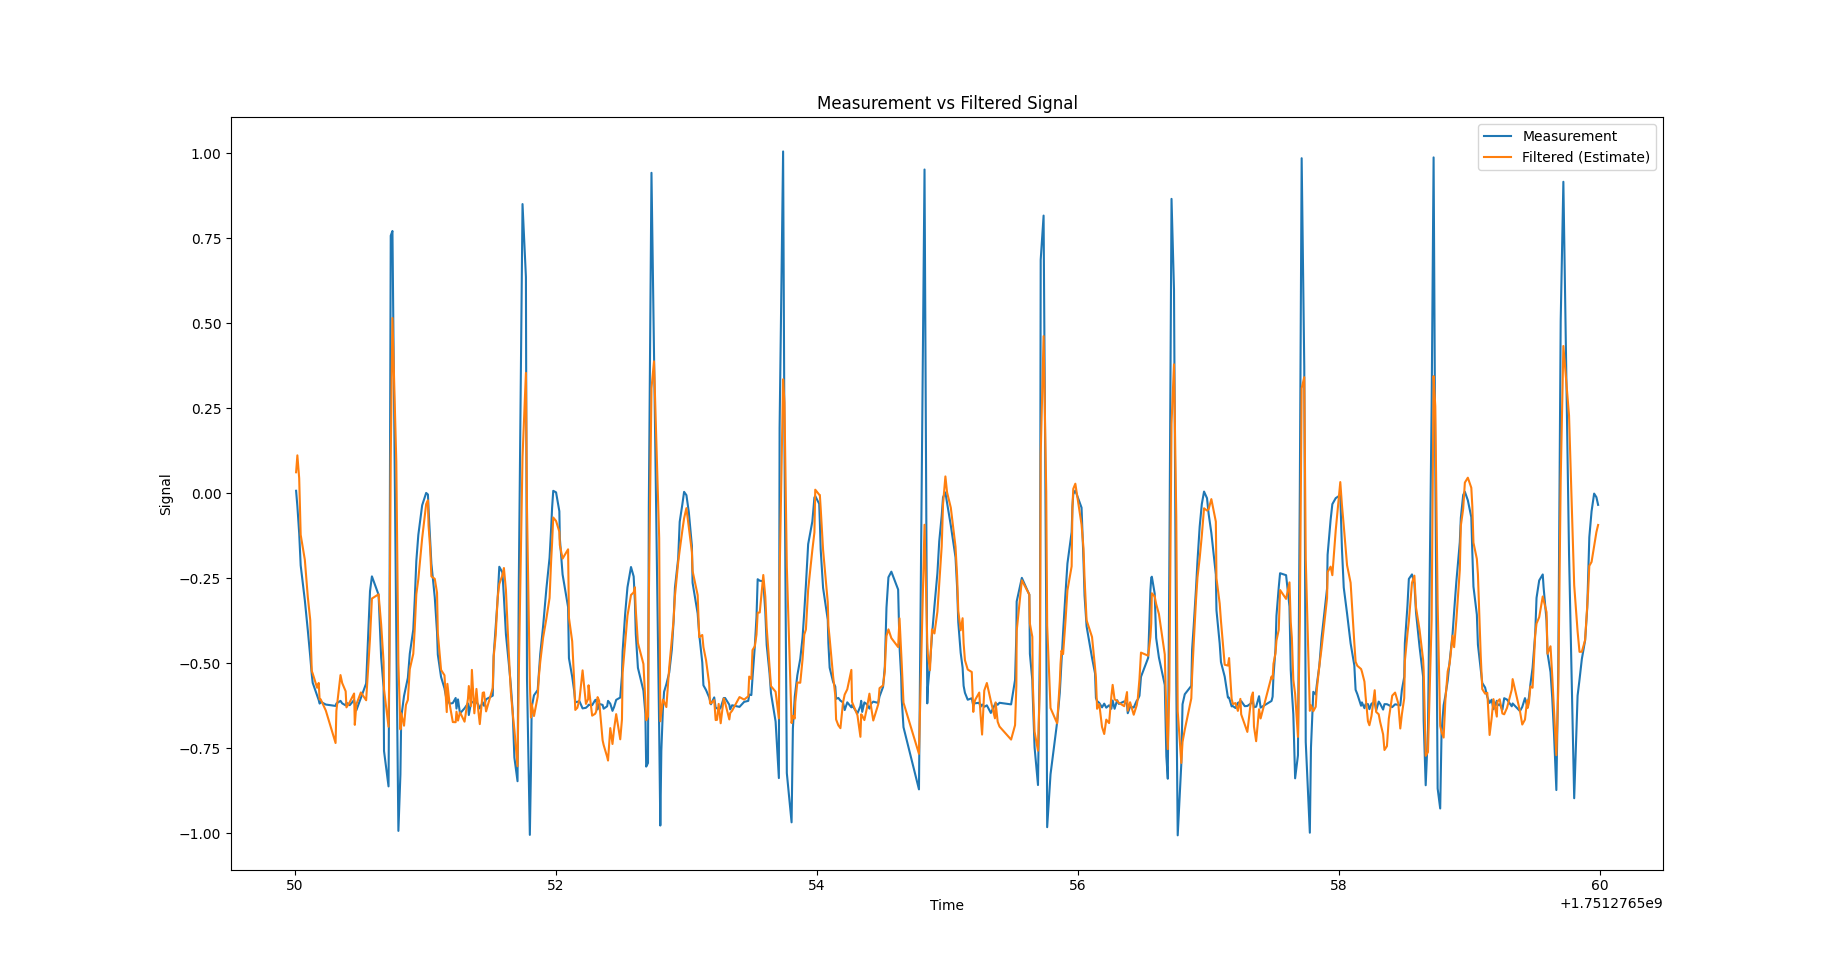 Measurement vs Filtered Signal
Measurement
Filtered (Estimate)
1.00
0.75
0.50
0.25
0.00
−0.25
−0.50
−0.75
−1.00
Signal
50
52
54
56
58
60
Time
+1.7512765e9